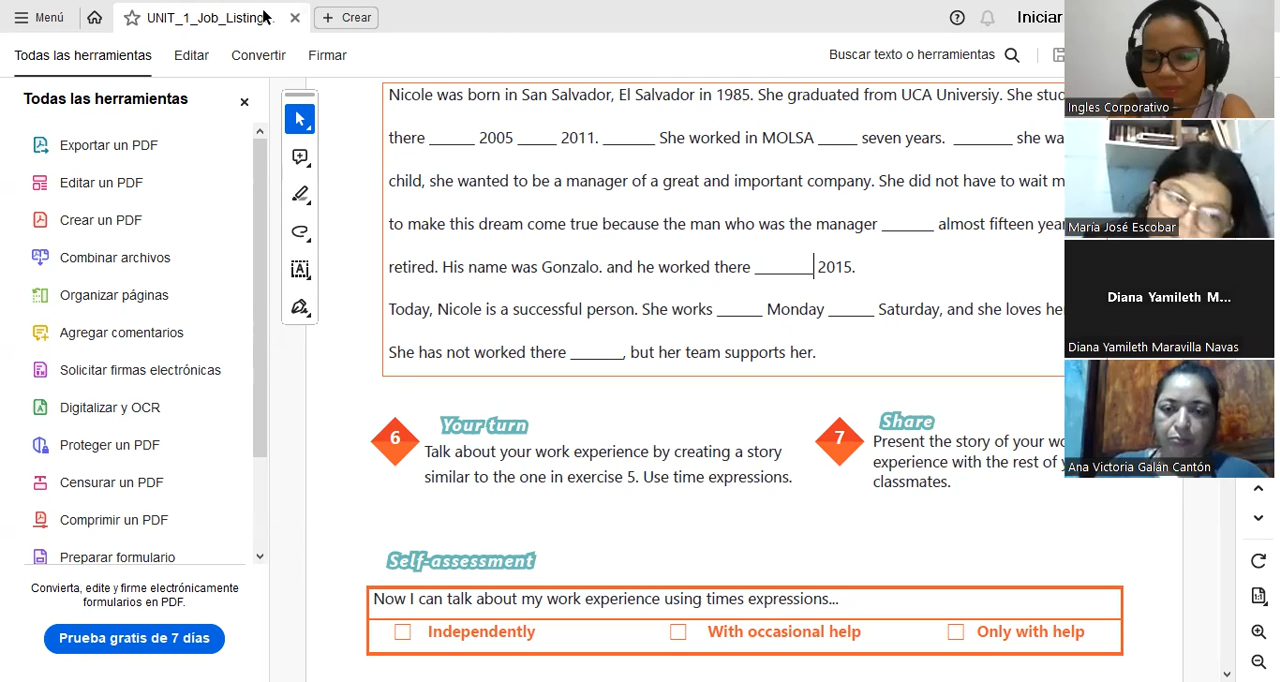 Menú
UNIT_1_Job_Listing
Crear
Iniciar
Todas las herramientas
Editar
Convertir
Firmar
Buscar texto o herramientas
Todas las herramientas
Exportar un PDF
Editar un PDF
Crear un PDF
Combinar archivos
Organizar páginas
Agregar comentarios
Solicitar firmas electrónicas
Digitalizar y OCR
Proteger un PDF
Censurar un PDF
Comprimir un PDF
Preparar formulario
Convierta, edite y firme electrónicamente
formularios en PDF.
Prueba gratis de 7 días
Nicole was born in San Salvador, El Salvador in 1985. She graduated from UCA Universiy. She
there _____ 2005 _____ 2011. ______ She worked in MOLSA _____ seven years. _______ she
child, she wanted to be a manager of a great and important company. She did not have to wait
to make this dream come true because the man who was the manager ______ almost fifteen
retired. His name was Gonzalo. and he worked there _______ 2015.
Today, Nicole is a successful person. She works _____ Monday _____ Saturday, and she loves
She has not worked there ______, but her team supports her.
6
Your turn
Talk about your work experience by creating a story
similar to the one in exercise 5. Use time expressions.
7
Share
Present the story of your
experience with the rest of
classmates.
Self-assessment
Now I can talk about my work experience using times expressions...
Independently
With occasional help
Only with help
Ingles Corporativo
María José Escobar
Diana Yamileth M...
Diana Yamileth Maravilla Navas
Ana Victoria Galán Cantón